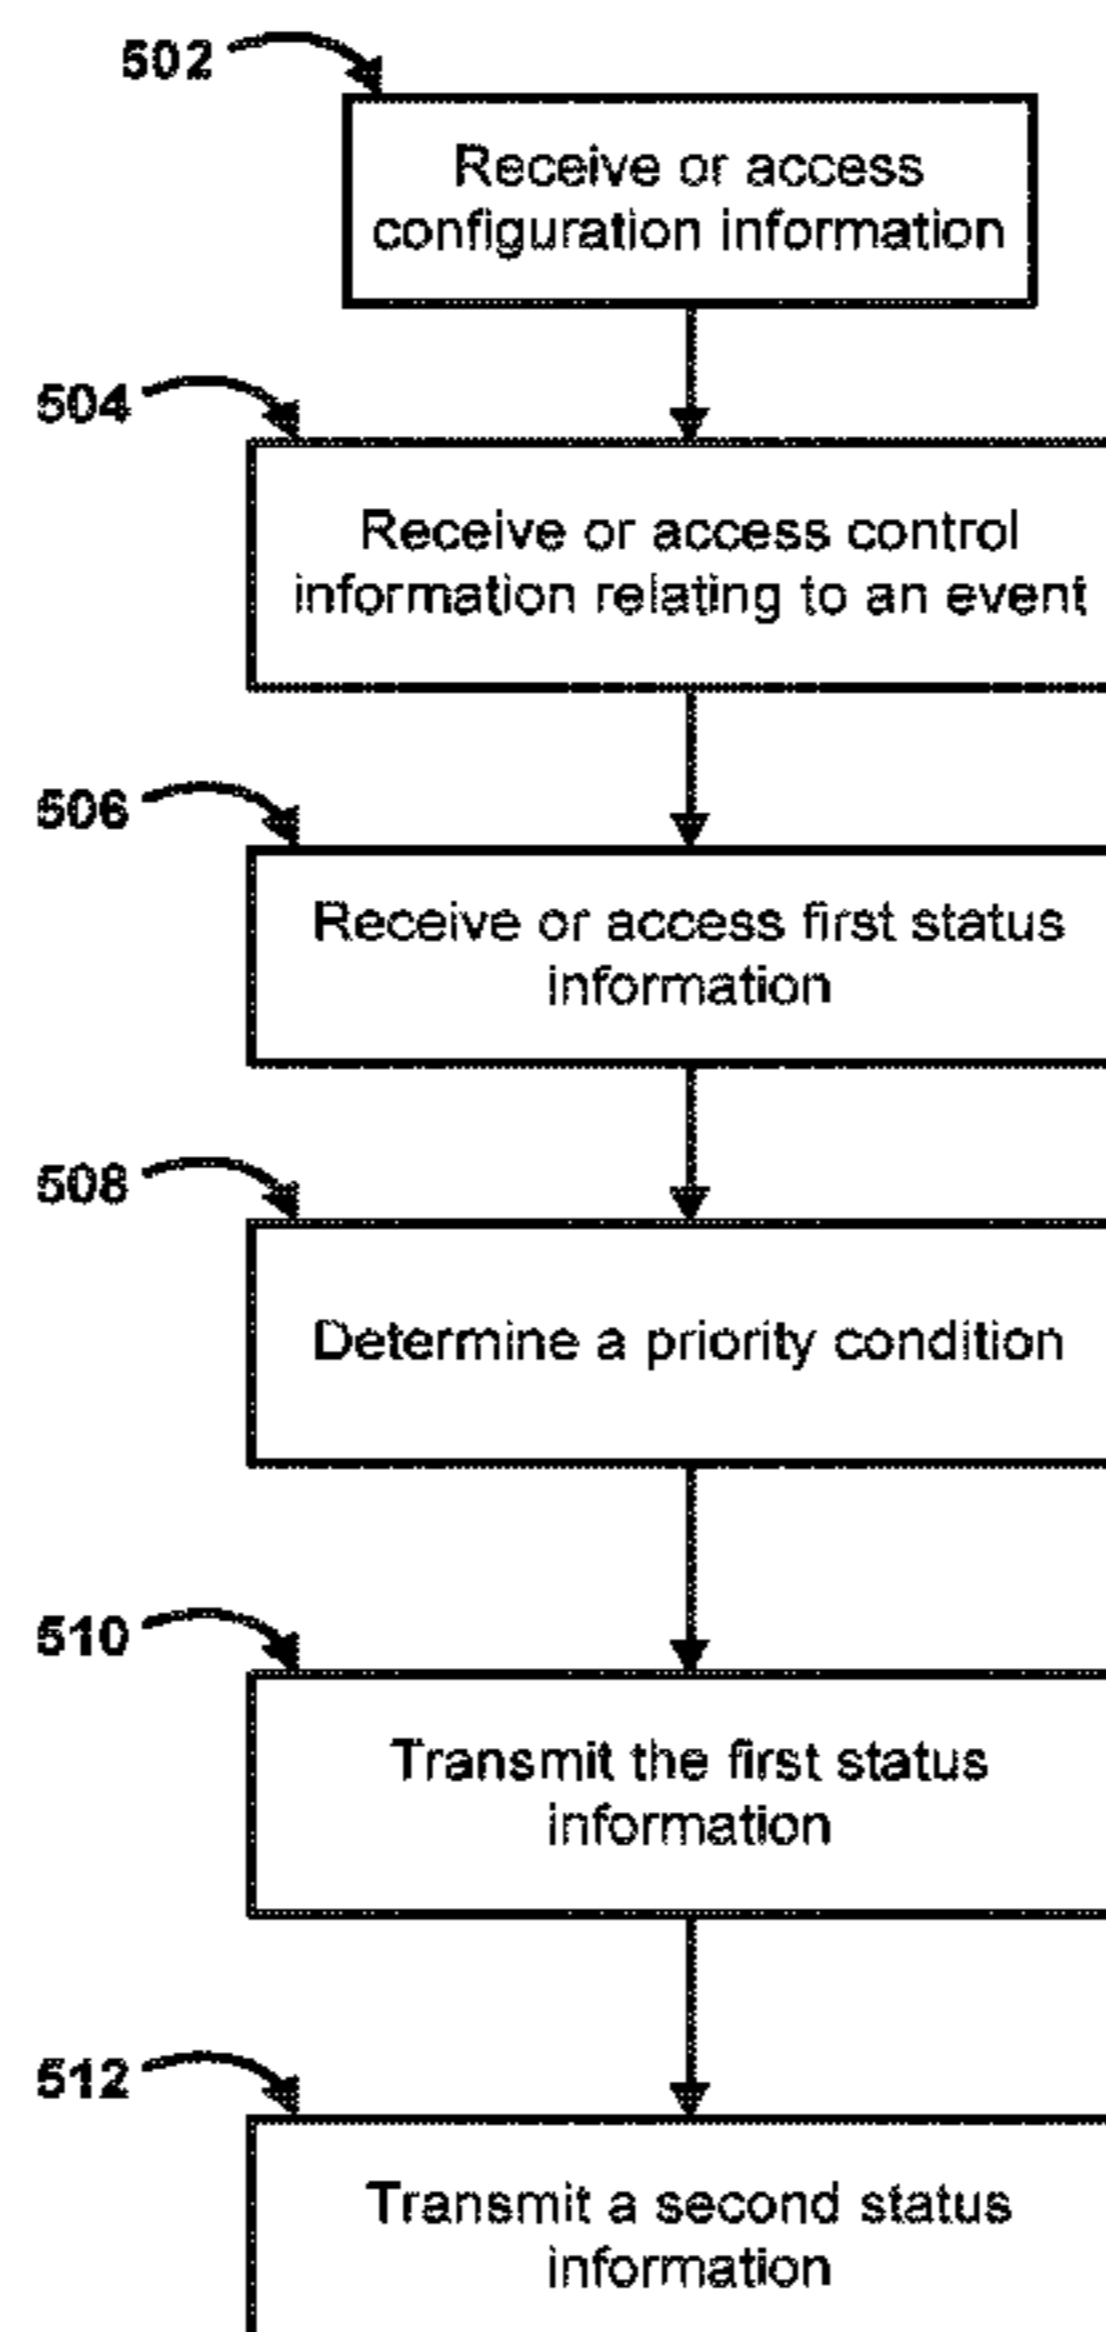 502
Receive or access
configuration information
504
Receive or access control
information relating to an event
506
Receive or access first status
information
508
Determine a priority condition
510
Transmit the first status
information
512
Transmit a second status
information